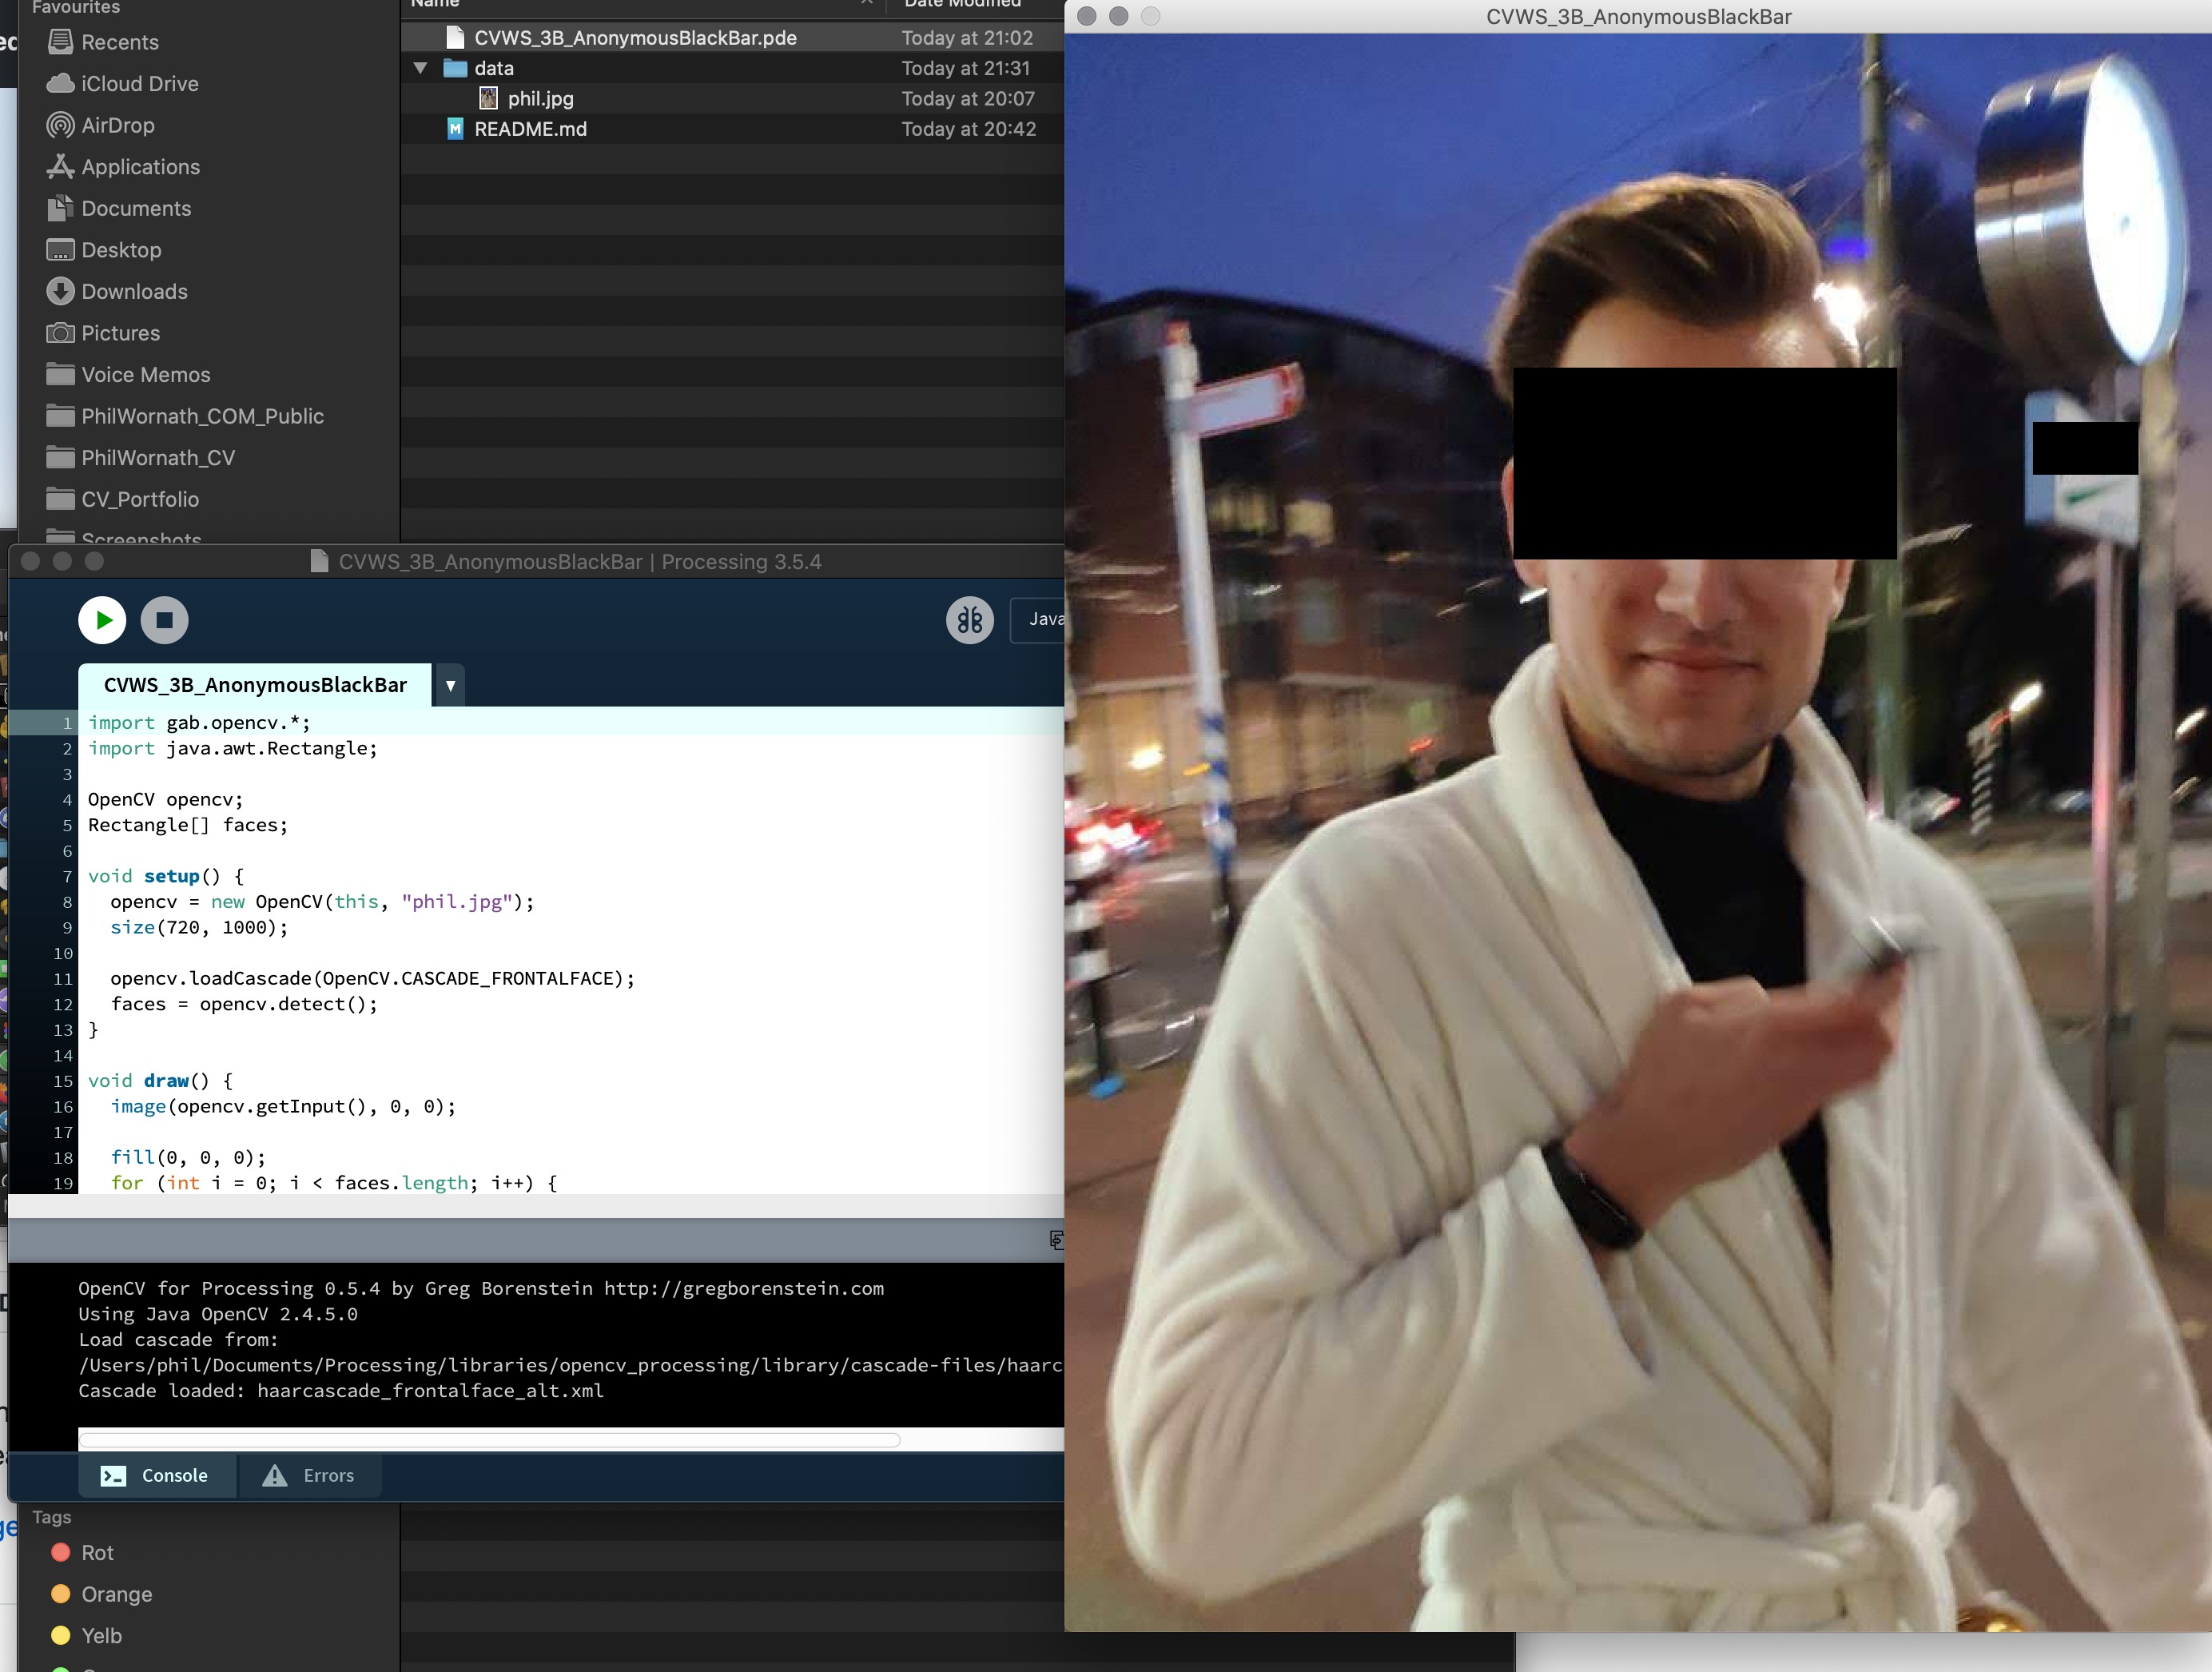 Favourites
Recents
iCloud Drive
AirDrop
Applications
Documents
Desktop
Downloads
Pictures
Voice Memos
PhilWornath_COM_Public
PhilWornath_CV
CV_Portfolio
Screenshots
Name
Date Modified
CVWS_3B_AnonymousBlackBar.pde
Today at 21:02
data
Today at 21:31
phil.jpg
Today at 20:07
README.md
Today at 20:42
CVWS_3B_AnonymousBlackBar
CVWS_3B_AnonymousBlackBar | Processing 3.5.4
Java
CVWS_3B_AnonymousBlackBar
1 import gab.opencv.*;
2 import java.awt.Rectangle;
3
4 OpenCV opencv;
5 Rectangle[] faces;
6
7 void setup() {
8 opencv = new OpenCV(this, "phil.jpg");
9 size(720, 1000);
10
11 opencv.loadCascade(OpenCV.CASCADE_FRONTALFACE);
12 faces = opencv.detect();
13 }
14
15 void draw() {
16 image(opencv.getInput(), 0, 0);
17
18 fill(0, 0, 0);
19 for (int i = 0; i < faces.length; i++) {
OpenCV for Processing 0.5.4 by Greg Borenstein http://gregborenstein.com
Using Java OpenCV 2.4.5.0
Load cascade from:
/Users/phil/Documents/Processing/libraries/opencv_processing/library/cascade-files/haarc
Cascade loaded: haarcascade_frontalface_alt.xml
Console
Errors
Tags
Rot
Orange
Yelb